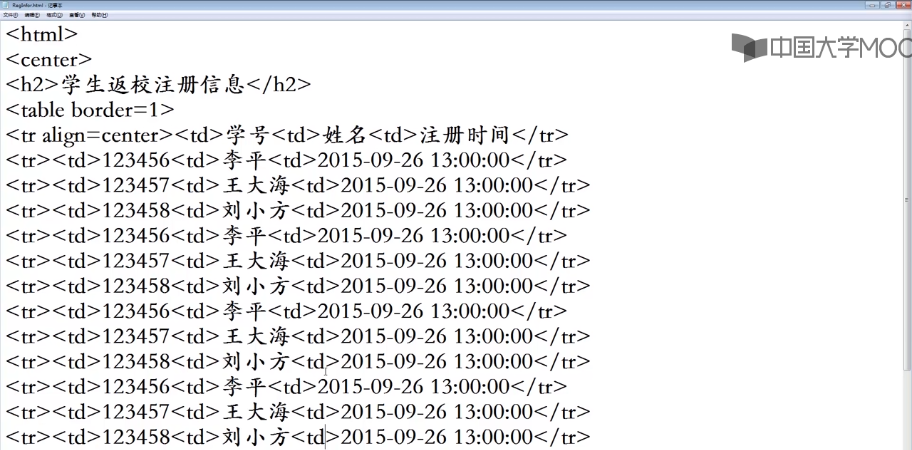 RegInfor.html - 记事本
文件(F) 编辑(E) 格式(O) 查看(V) 帮助(H)
中国大学MOO
<html>
<center>
<h2>学生返校注册信息</h2>
<table border=1>
<tr align=center><td>学号<td>姓名<td>注册时间</tr>
<tr><td>123456<td>李平<td>2015-09-26 13:00:00</tr>
<tr><td>123457<td>王大海<td>2015-09-26 13:00:00</tr>
<tr><td>123458<td>刘小方<td>2015-09-26 13:00:00</tr>
<tr><td>123456<td>李平<td>2015-09-26 13:00:00</tr>
<tr><td>123457<td>王大海<td>2015-09-26 13:00:00</tr>
<tr><td>123458<td>刘小方<td>2015-09-26 13:00:00</tr>
<tr><td>123456<td>李平<td>2015-09-26 13:00:00</tr>
<tr><td>123457<td>王大海<td>2015-09-26 13:00:00</tr>
<tr><td>123458<td>刘小方<td>2015-09-26 13:00:00</tr>
<tr><td>123456<td>李平<td>2015-09-26 13:00:00</tr>
<tr><td>123457<td>王大海<td>2015-09-26 13:00:00</tr>
<tr><td>123458<td>刘小方<td>2015-09-26 13:00:00</tr>